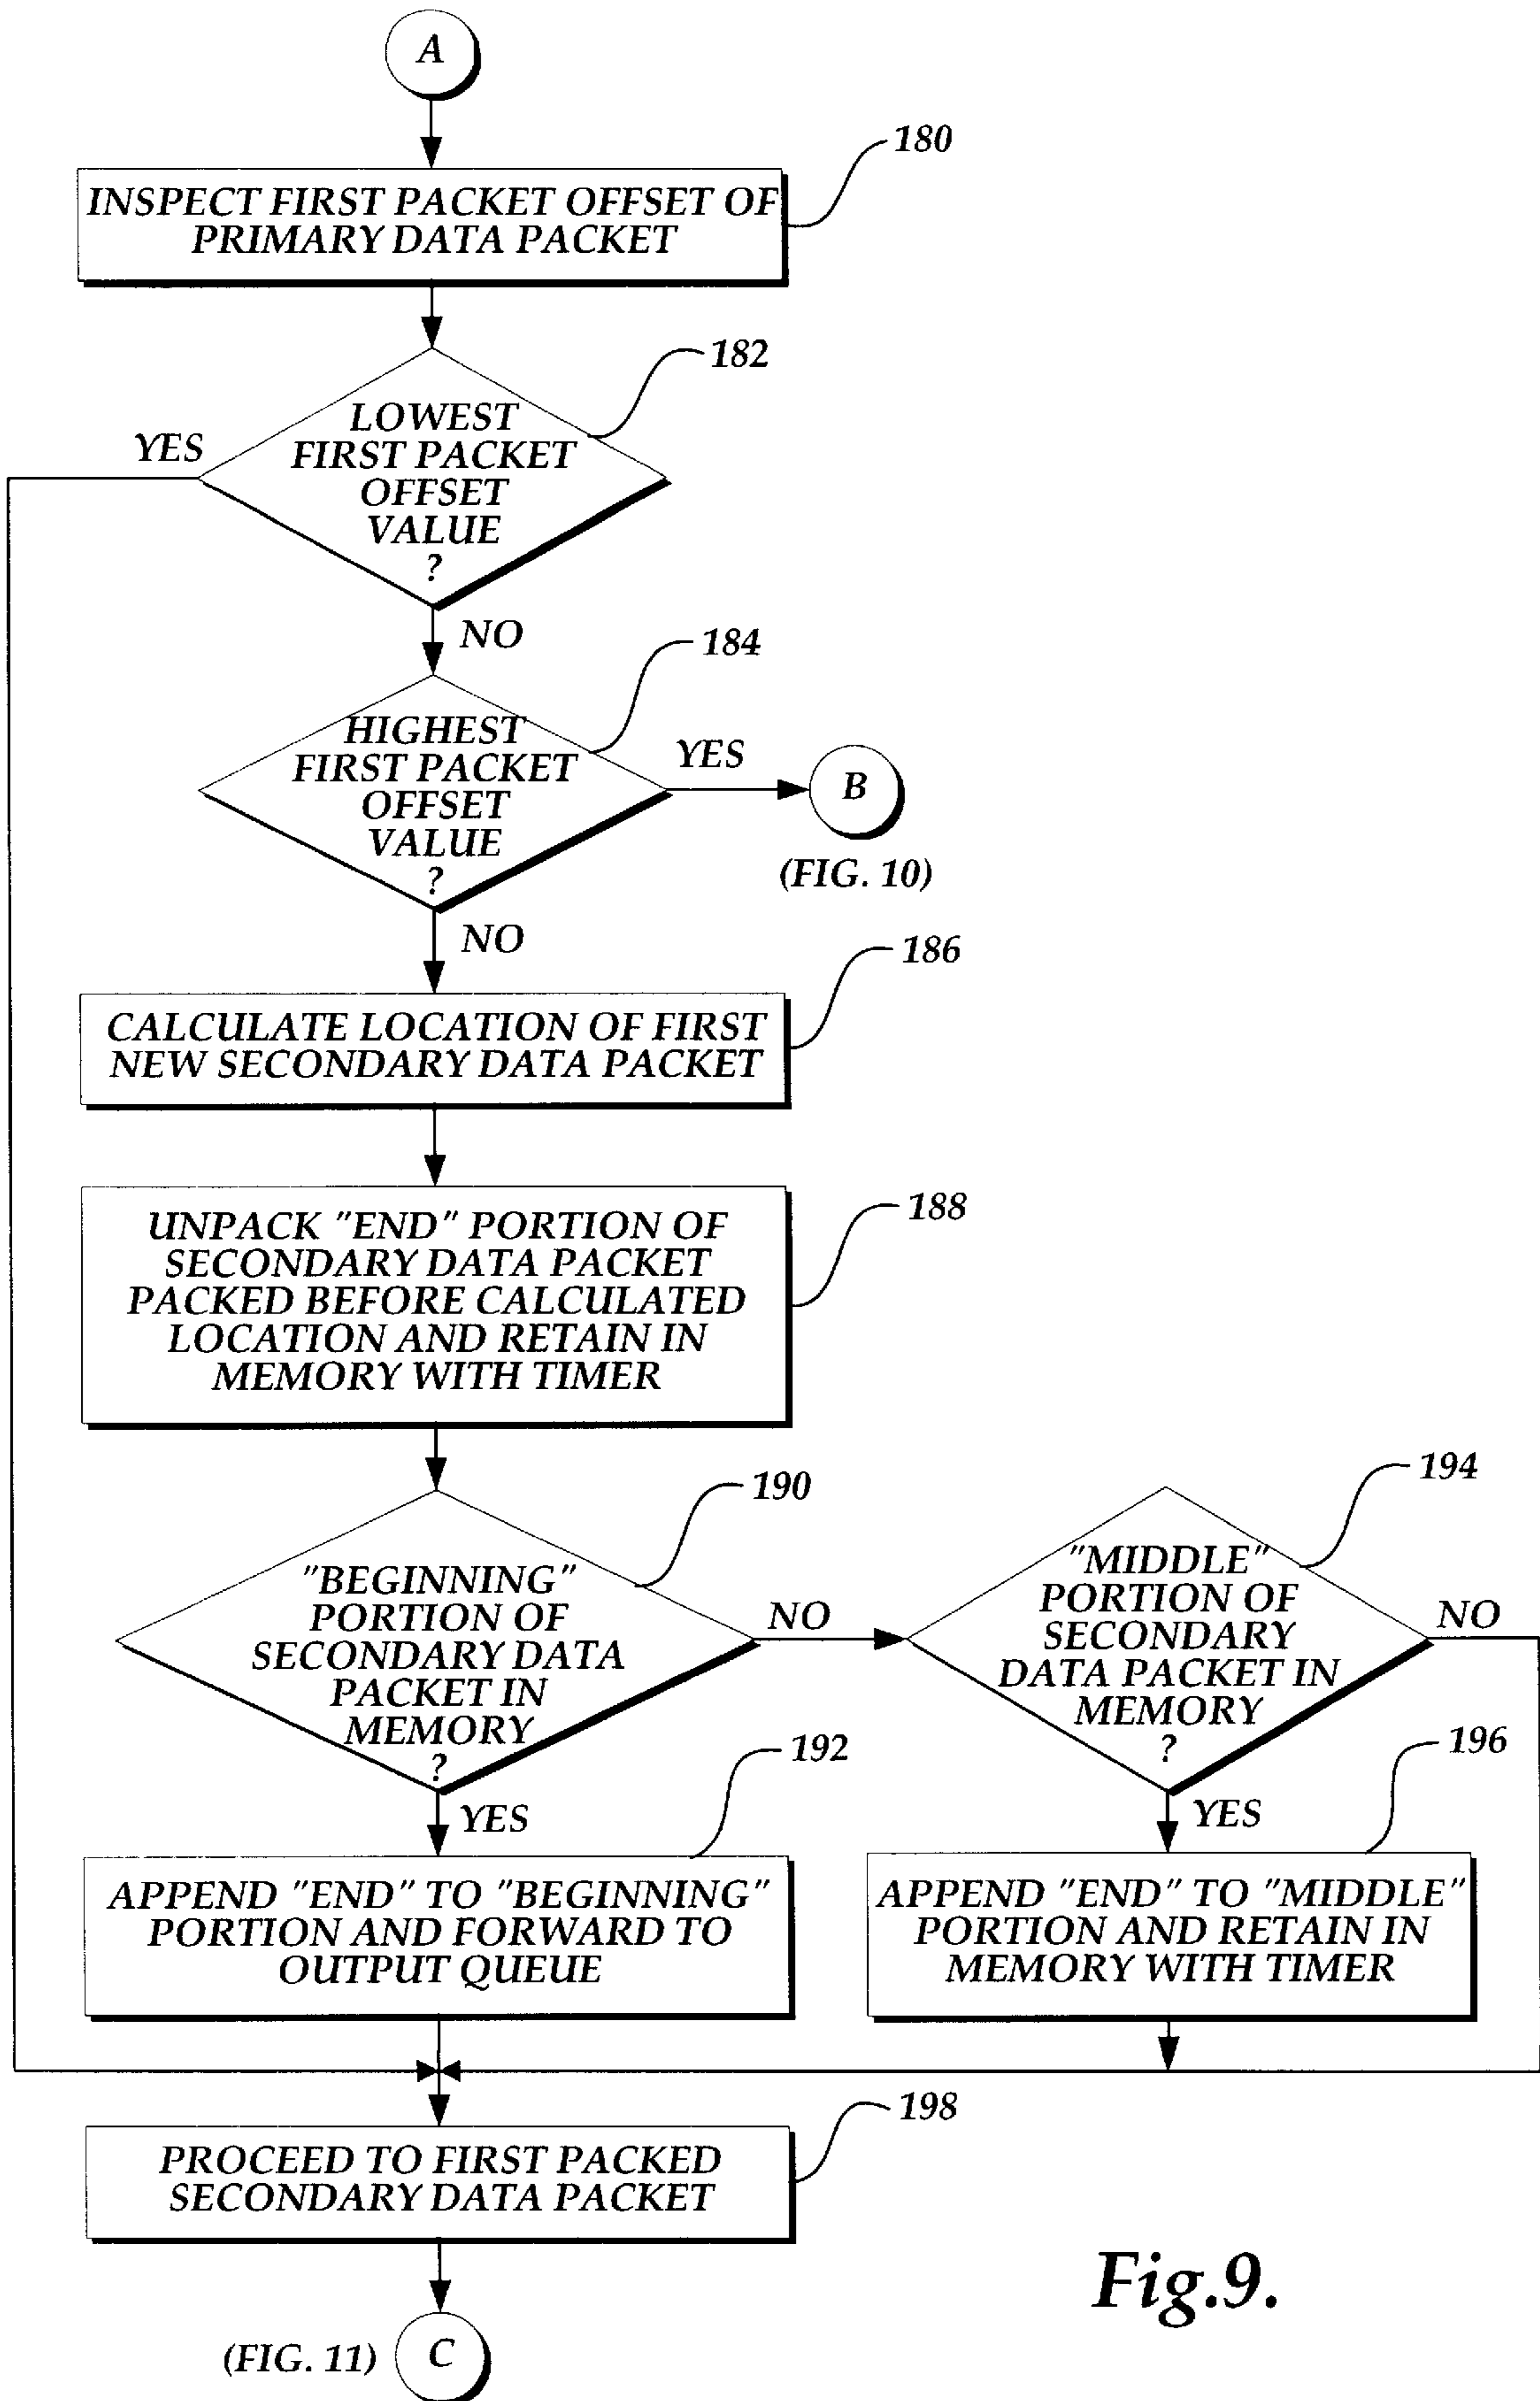 A
180
INSPECT FIRST PACKET OFFSET OF
PRIMARY DATA PACKET
182
LOWEST
FIRST PACKET
OFFSET
VALUE
?
YES
NO
184
HIGHEST
FIRST PACKET
OFFSET
VALUE
?
YES
B
(FIG. 10)
NO
186
CALCULATE LOCATION OF FIRST
NEW SECONDARY DATA PACKET
188
UNPACK "END" PORTION OF
SECONDARY DATA PACKET
PACKED BEFORE CALCULATED
LOCATION AND RETAIN IN
MEMORY WITH TIMER
190
"BEGINNING"
PORTION OF
SECONDARY DATA
PACKET IN
MEMORY
?
NO
194
"MIDDLE"
PORTION OF
SECONDARY
DATA PACKET IN
MEMORY
?
NO
YES
192
APPEND "END" TO "BEGINNING"
PORTION AND FORWARD TO
OUTPUT QUEUE
YES
196
APPEND "END" TO "MIDDLE"
PORTION AND RETAIN IN
MEMORY WITH TIMER
198
PROCEED TO FIRST PACKED
SECONDARY DATA PACKET
(FIG. 11)
C
Fig.9.